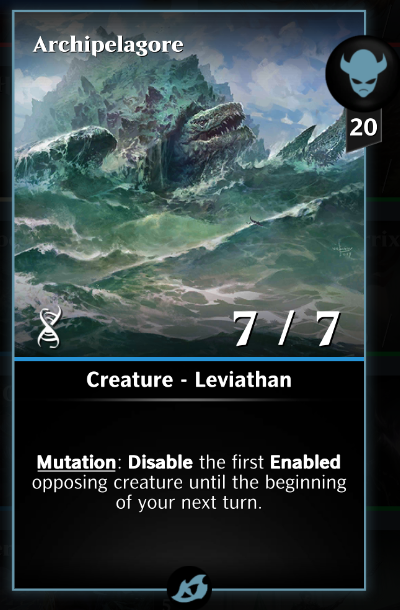 Archipelagore
20
7 / 7
Creature - Leviathan
Mutation: Disable the first Enabled
opposing creature until the beginning
of your next turn.